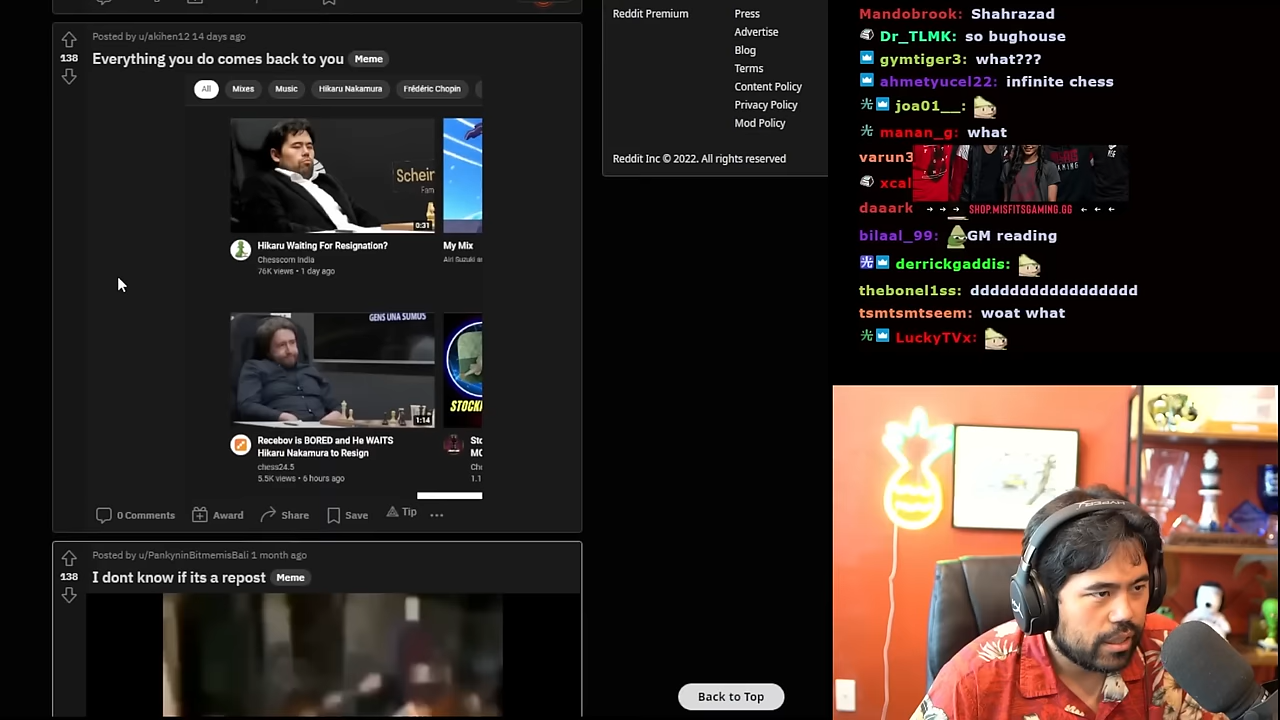 Posted by u/akihen12 14 days ago
138
Everything you do comes back to you Meme
All Mixes Music Hikaru Nakamura Frédéric Chopin
Schein
Fam
0:31
Hikaru Waiting For Resignation?
Chesscom India
76K views • 1 day ago
My Mix
GENS UNA SUMUS
1:14
STOCK
Recebov is BORED and He WAITS
Hikaru Nakamura to Resign
chess24.5
5.5K views • 6 hours ago
0 Comments Award Share Save Tip
Posted by u/PankyninBitmemisBali 1 month ago
138
I dont know if its a repost Meme
Reddit Premium
Press
Advertise
Blog
Terms
Content Policy
Privacy Policy
Mod Policy
Reddit Inc © 2022. All rights reserved
Back to Top
Mandobrook: Shahrazad
Dr_TLMK: so bughouse
gymtiger3: what???
ahmetyucel22: infinite chess
joa01__:
manan_g: what
varun3
xcal
daaark
SHOP.MISFITSGAMING.GG
bilaal_99: GM reading
derrickgaddis:
thebonel1ss: ddddddddddddddddd
tsmtsmtseem: woat what
LuckyTVx: